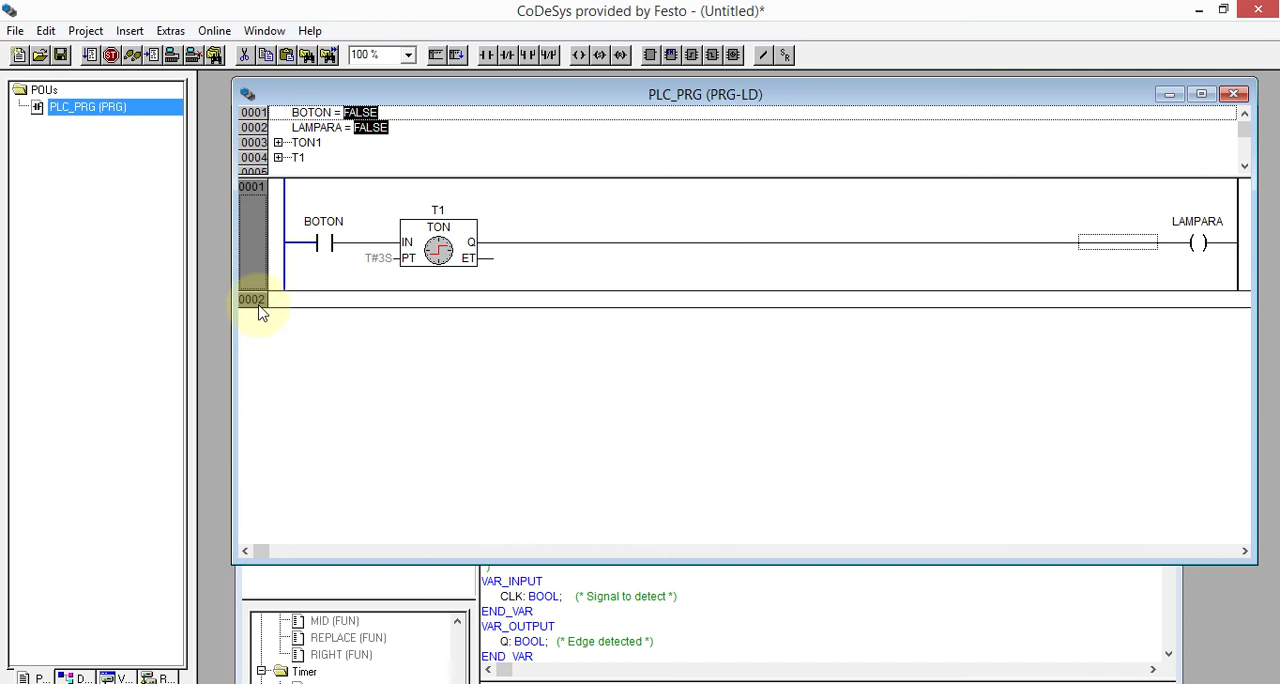 CoDeSys provided by Festo - (Untitled)*
File Edit Project Insert Extras Online Window Help
100 %
POUs
PLC_PRG (PRG)
PLC_PRG (PRG-LD)
0001 BOTON = FALSE
0002 LAMPARA = FALSE
0003 TON1
0004 T1
0005
0001
T1
BOTON
LAMPARA
TON
IN Q
T#3S PT ET
0002
)
VAR_INPUT
CLK: BOOL; (* Signal to detect *)
END_VAR
VAR_OUTPUT
Q: BOOL; (* Edge detected *)
END_VAR
MID (FUN)
REPLACE (FUN)
RIGHT (FUN)
Timer
P... D... V... R...